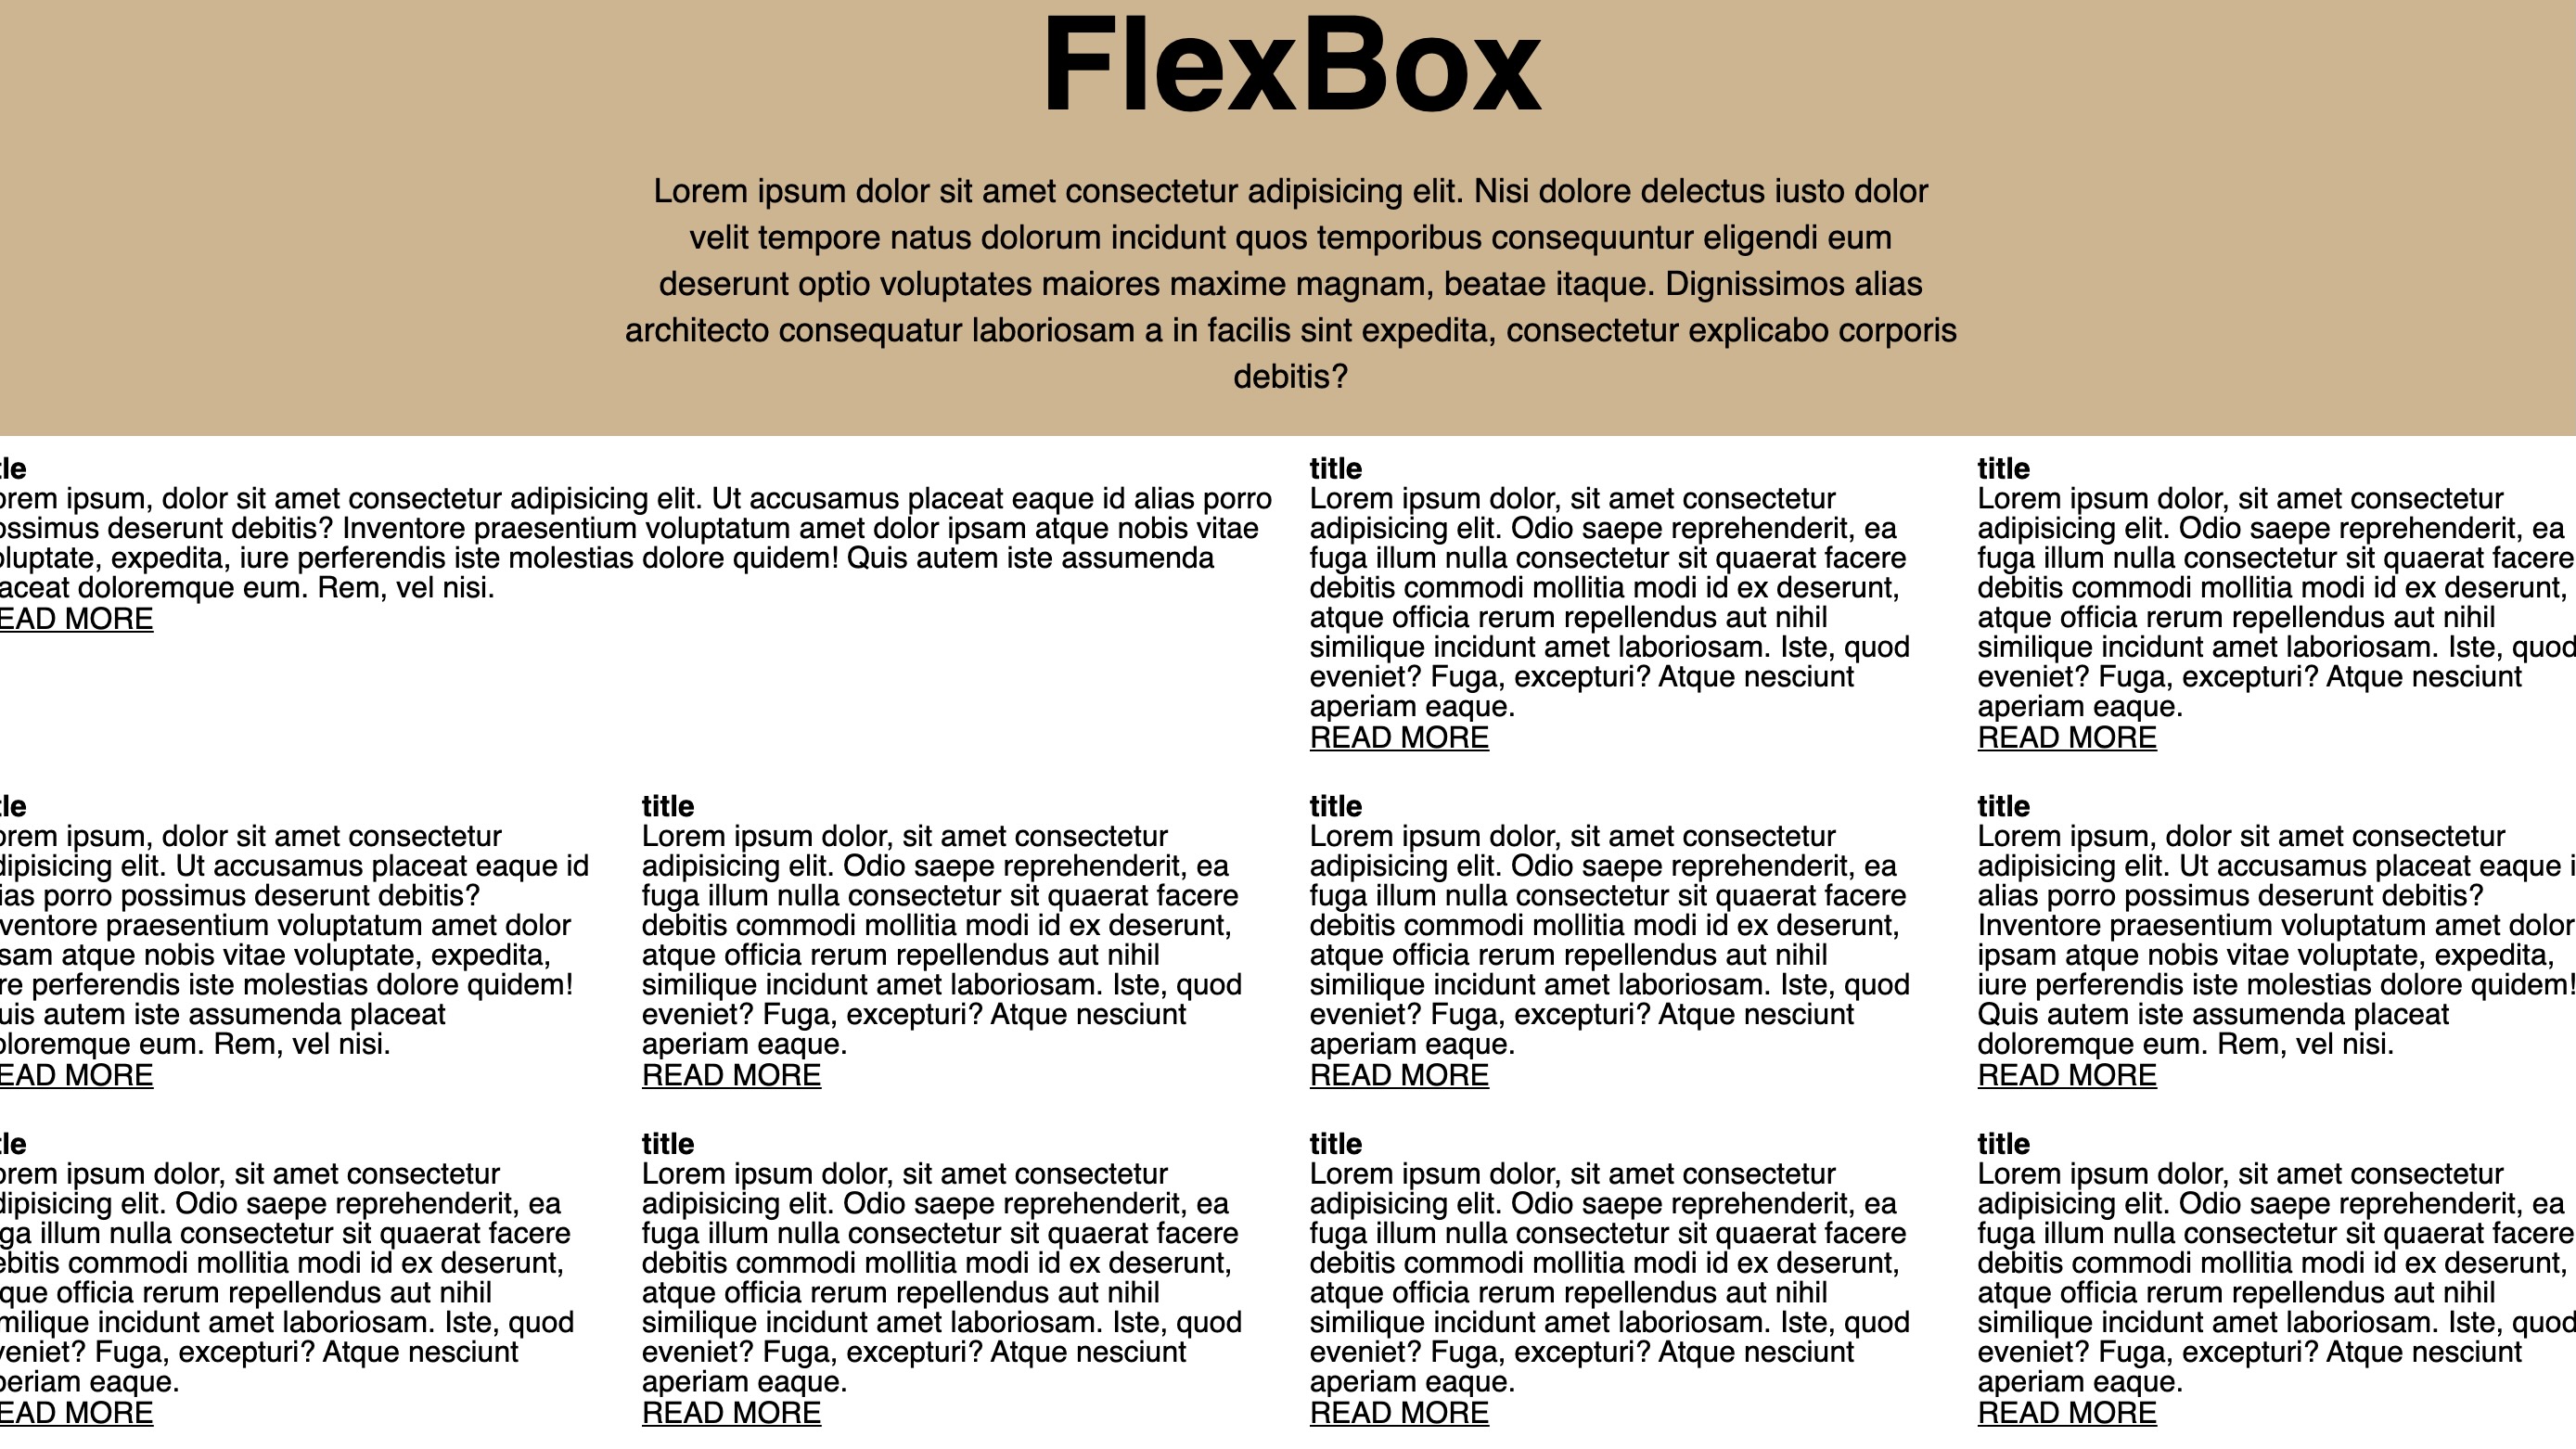 FlexBox
Lorem ipsum dolor sit amet consectetur adipisicing elit. Nisi dolore delectus iusto dolor
velit tempore natus dolorum incidunt quos temporibus consequuntur eligendi eum
deserunt optio voluptates maiores maxime magnam, beatae itaque. Dignissimos alias
architecto consequatur laboriosam a in facilis sint expedita, consectetur explicabo corporis
debitis?
tle
orem ipsum, dolor sit amet consectetur adipisicing elit. Ut accusamus placeat eaque id alias porro
ossimus deserunt debitis? Inventore praesentium voluptatum amet dolor ipsam atque nobis vitae
oluptate, expedita, iure perferendis iste molestias dolore quidem! Quis autem iste assumenda
aceat doloremque eum. Rem, vel nisi.
EAD MORE
title
Lorem ipsum dolor, sit amet consectetur
adipisicing elit. Odio saepe reprehenderit, ea
fuga illum nulla consectetur sit quaerat facere
debitis commodi mollitia modi id ex deserunt,
atque officia rerum repellendus aut nihil
similique incidunt amet laboriosam. Iste, quod
eveniet? Fuga, excepturi? Atque nesciunt
aperiam eaque.
READ MORE
title
Lorem ipsum dolor, sit amet consectetur
adipisicing elit. Odio saepe reprehenderit, ea
fuga illum nulla consectetur sit quaerat facere
debitis commodi mollitia modi id ex deserunt,
atque officia rerum repellendus aut nihil
similique incidunt amet laboriosam. Iste, quod
eveniet? Fuga, excepturi? Atque nesciunt
aperiam eaque.
READ MORE
tle
orem ipsum, dolor sit amet consectetur
dipisicing elit. Ut accusamus placeat eaque id
ias porro possimus deserunt debitis?
ventore praesentium voluptatum amet dolor
sam atque nobis vitae voluptate, expedita,
re perferendis iste molestias dolore quidem!
uis autem iste assumenda placeat
oloremque eum. Rem, vel nisi.
EAD MORE
title
Lorem ipsum dolor, sit amet consectetur
adipisicing elit. Odio saepe reprehenderit, ea
fuga illum nulla consectetur sit quaerat facere
debitis commodi mollitia modi id ex deserunt,
atque officia rerum repellendus aut nihil
similique incidunt amet laboriosam. Iste, quod
eveniet? Fuga, excepturi? Atque nesciunt
aperiam eaque.
READ MORE
title
Lorem ipsum dolor, sit amet consectetur
adipisicing elit. Odio saepe reprehenderit, ea
fuga illum nulla consectetur sit quaerat facere
debitis commodi mollitia modi id ex deserunt,
atque officia rerum repellendus aut nihil
similique incidunt amet laboriosam. Iste, quod
eveniet? Fuga, excepturi? Atque nesciunt
aperiam eaque.
READ MORE
title
Lorem ipsum, dolor sit amet consectetur
adipisicing elit. Ut accusamus placeat eaque i
alias porro possimus deserunt debitis?
Inventore praesentium voluptatum amet dolor
ipsam atque nobis vitae voluptate, expedita,
iure perferendis iste molestias dolore quidem!
Quis autem iste assumenda placeat
doloremque eum. Rem, vel nisi.
READ MORE
tle
orem ipsum dolor, sit amet consectetur
dipisicing elit. Odio saepe reprehenderit, ea
ga illum nulla consectetur sit quaerat facere
ebitis commodi mollitia modi id ex deserunt,
que officia rerum repellendus aut nihil
milique incidunt amet laboriosam. Iste, quod
veniet? Fuga, excepturi? Atque nesciunt
periam eaque.
EAD MORE
title
Lorem ipsum dolor, sit amet consectetur
adipisicing elit. Odio saepe reprehenderit, ea
fuga illum nulla consectetur sit quaerat facere
debitis commodi mollitia modi id ex deserunt,
atque officia rerum repellendus aut nihil
similique incidunt amet laboriosam. Iste, quod
eveniet? Fuga, excepturi? Atque nesciunt
aperiam eaque.
READ MORE
title
Lorem ipsum dolor, sit amet consectetur
adipisicing elit. Odio saepe reprehenderit, ea
fuga illum nulla consectetur sit quaerat facere
debitis commodi mollitia modi id ex deserunt,
atque officia rerum repellendus aut nihil
similique incidunt amet laboriosam. Iste, quod
eveniet? Fuga, excepturi? Atque nesciunt
aperiam eaque.
READ MORE
title
Lorem ipsum dolor, sit amet consectetur
adipisicing elit. Odio saepe reprehenderit, ea
fuga illum nulla consectetur sit quaerat facere
debitis commodi mollitia modi id ex deserunt,
atque officia rerum repellendus aut nihil
similique incidunt amet laboriosam. Iste, quod
eveniet? Fuga, excepturi? Atque nesciunt
aperiam eaque.
READ MORE